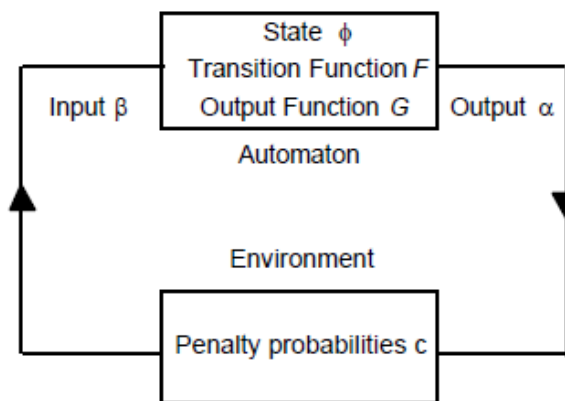 State ϕ
Transition Function F
Output Function G
Input β
Output α
Automaton
Environment
Penalty probabilities c